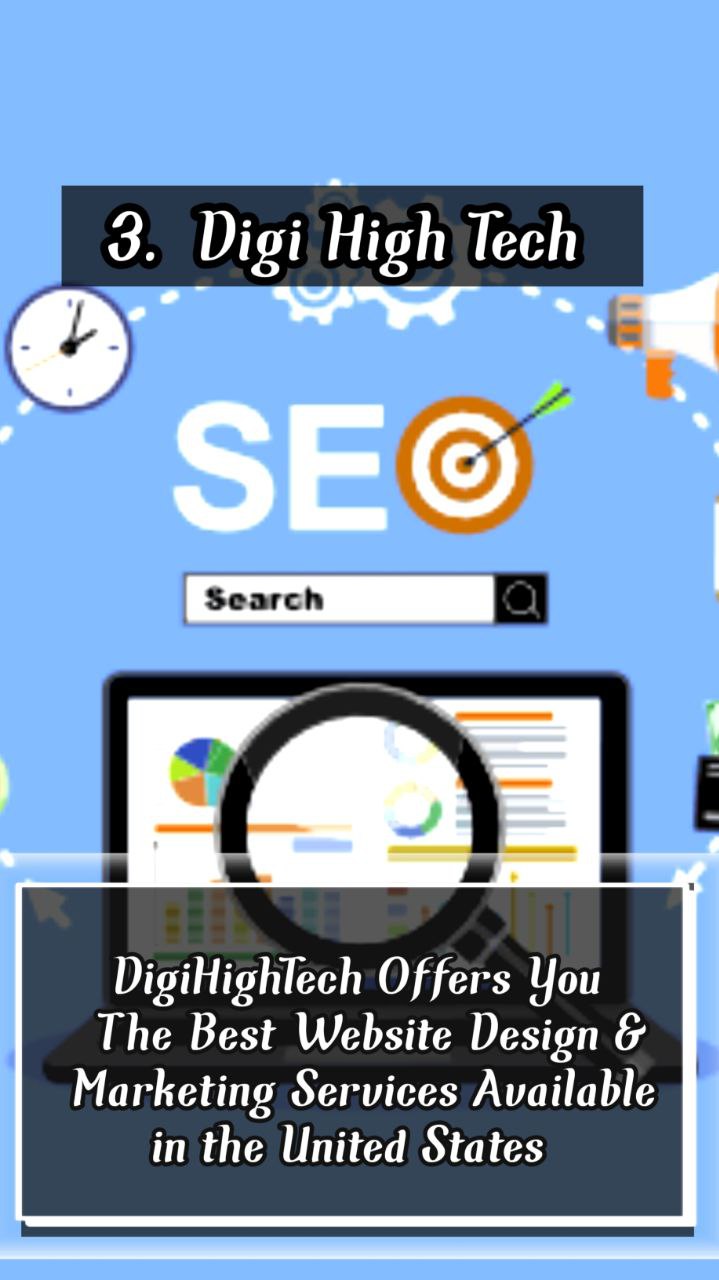 3. Digi High Tech
SEO
Search
DigiHighTech Offers You
The Best Website Design &
Marketing Services Available
in the United States